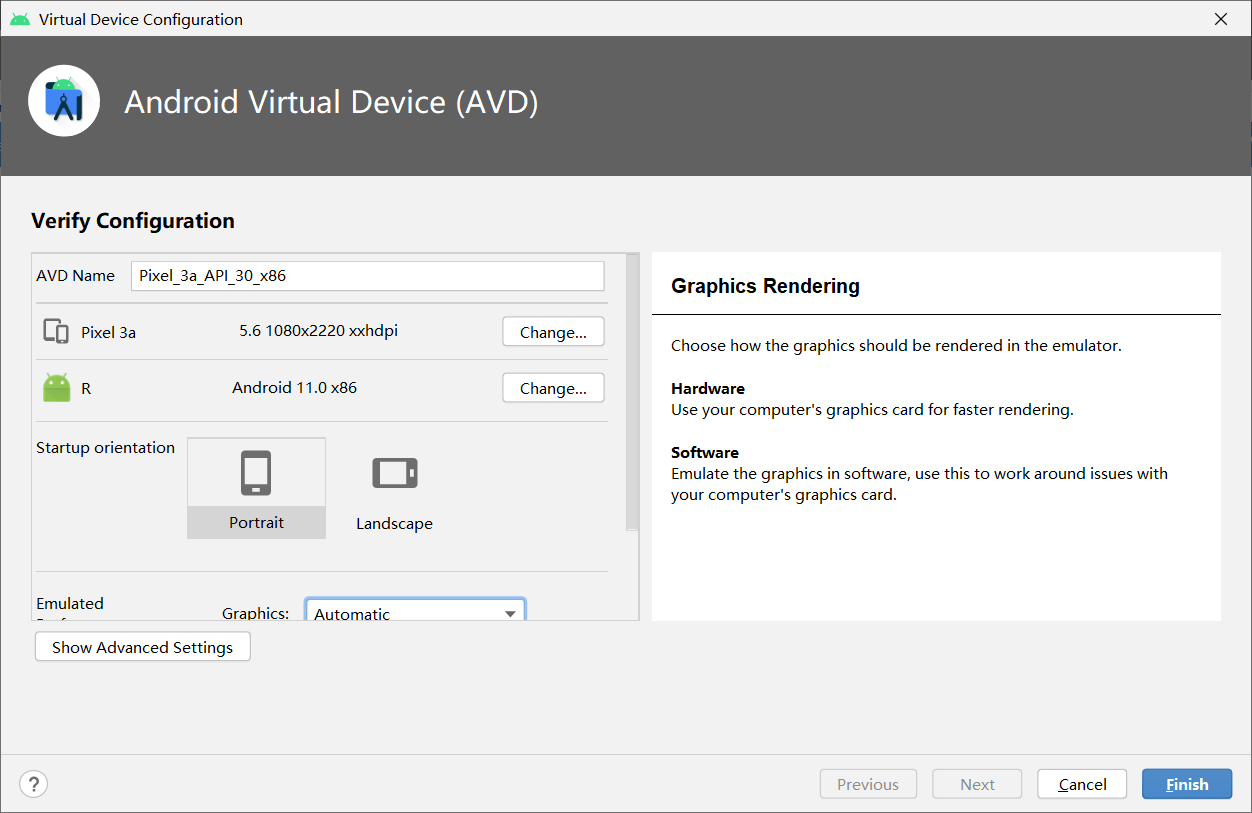 Virtual Device Configuration
Android Virtual Device (AVD)
Verify Configuration
AVD Name Pixel_3a_API_30_x86
Pixel 3a 5.6 1080x2220 xxhdpi Change...
R Android 11.0 x86 Change...
Startup orientation
Portrait Landscape
Emulated
Graphics: Automatic
Show Advanced Settings
Graphics Rendering
Choose how the graphics should be rendered in the emulator.
Hardware
Use your computer's graphics card for faster rendering.
Software
Emulate the graphics in software, use this to work around issues with
your computer's graphics card.
?
Previous Next Cancel Finish